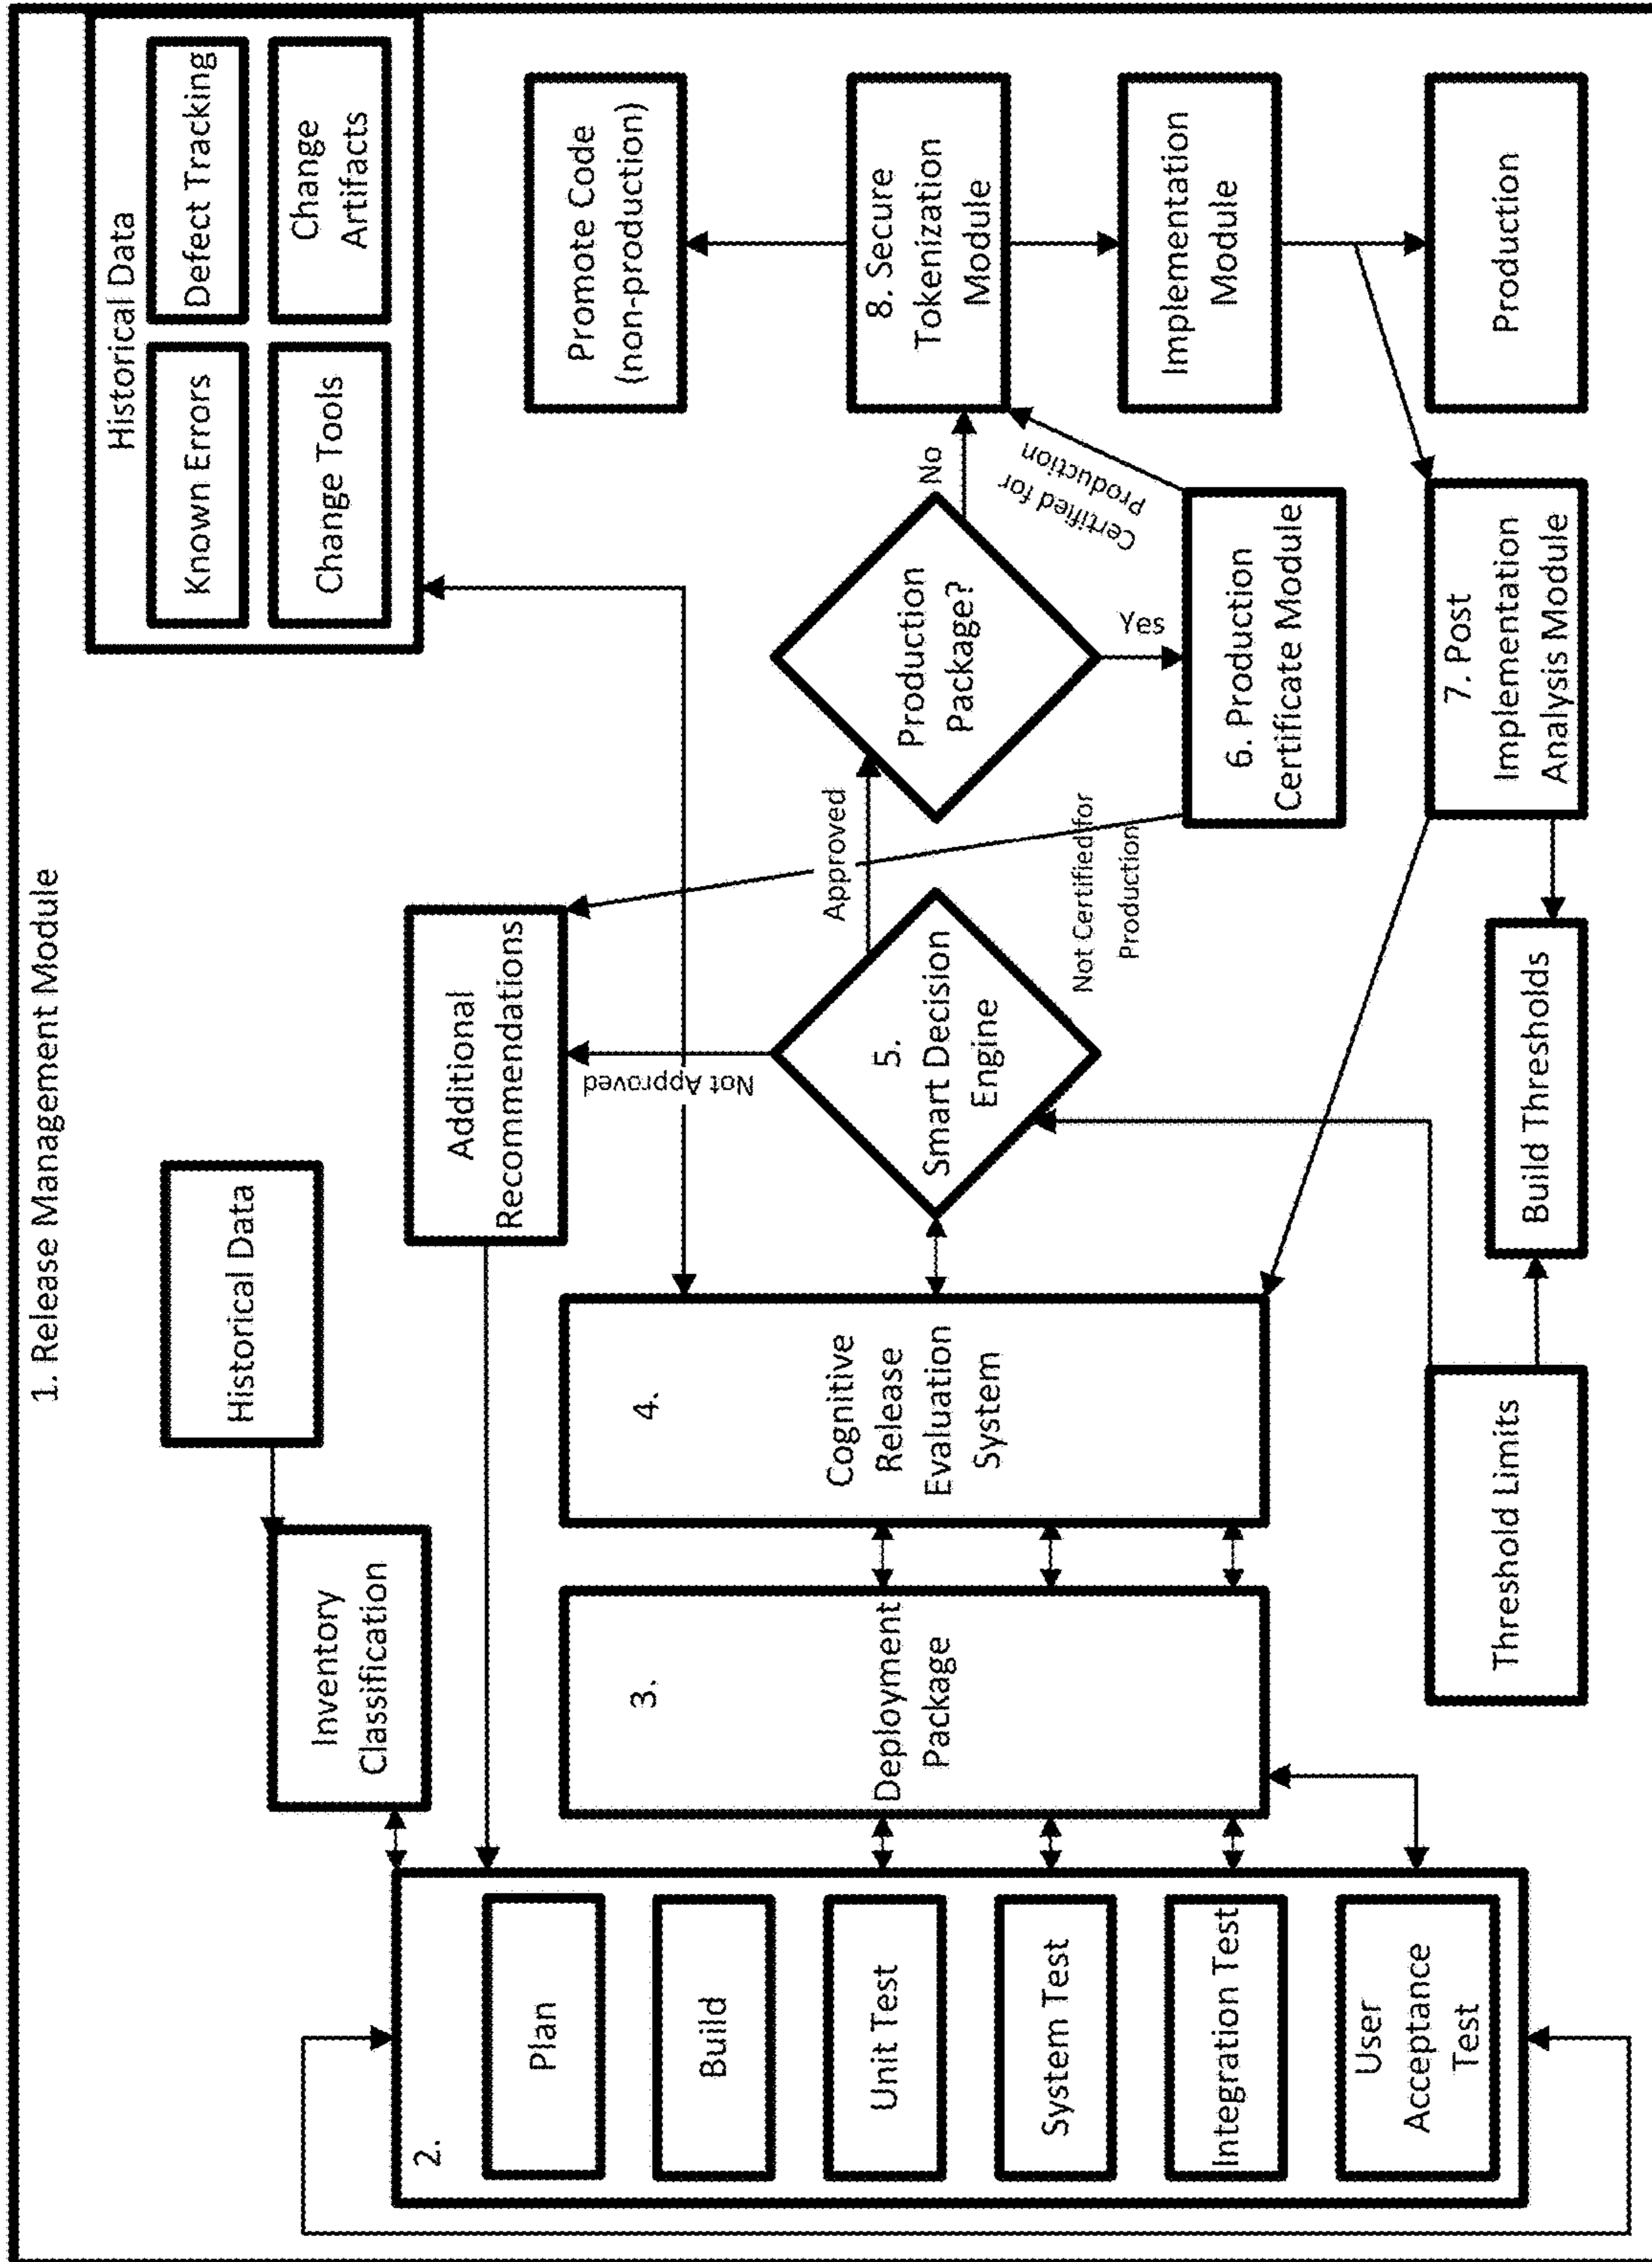 1. Release Management Module
Historical Data
Known Errors
Defect Tracking
Change Tools
Change
Artifacts
Historical Data
Inventory
Classification
Additional
Recommendations
2.
Plan
Build
Unit Test
System Test
Integration Test
User
Acceptance
Test
3.
Deployment
Package
4.
Cognitive
Release
Evaluation
System
5.
Smart Decision
Engine
Not Approved
Approved
Production
Package?
No
Yes
Not Certified for
Production
Certified for
Production
6. Production
Certificate Module
Promote Code
(non-production)
8. Secure
Tokenization
Module
Implementation
Module
Production
7. Post
Implementation
Analysis Module
Build Thresholds
Threshold Limits